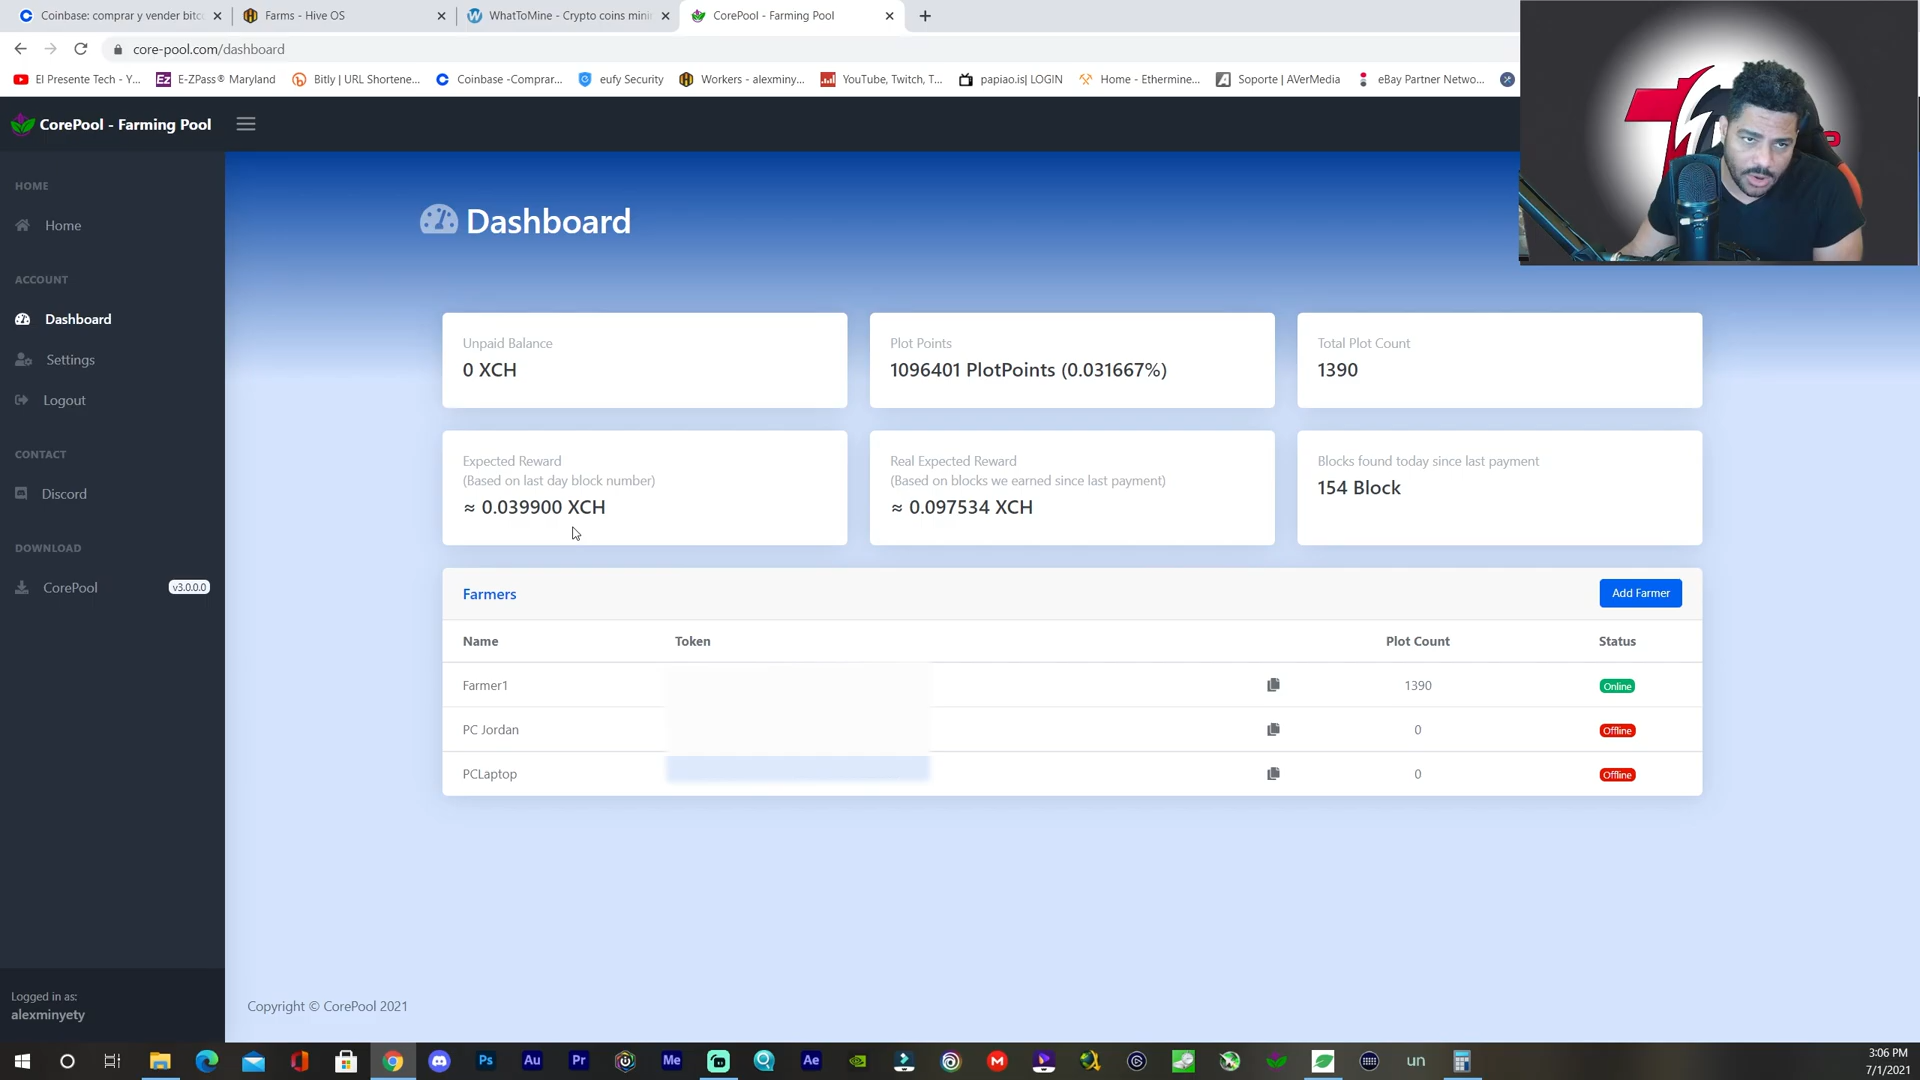 Coinbase: comprar y vender bitc
Farms - Hive OS
WhatToMine - Crypto coins mini
CorePool - Farming Pool
core-pool.com/dashboard
El Presente Tech - Y...
E-ZPass® Maryland
Bitly | URL Shortene...
Coinbase -Comprar...
eufy Security
Workers - alexminy...
YouTube, Twitch, T...
papiao.is| LOGIN
Home - Ethermine...
Soporte | AVerMedia
eBay Partner Netwo...
CorePool - Farming Pool
HOME
Home
ACCOUNT
Dashboard
Settings
Logout
CONTACT
Discord
DOWNLOAD
CorePool v3.0.0.0
Logged in as:
alexminyety
Dashboard
Unpaid Balance
0 XCH
Plot Points
1096401 PlotPoints (0.031667%)
Total Plot Count
1390
Expected Reward
(Based on last day block number)
≈ 0.039900 XCH
Real Expected Reward
(Based on blocks we earned since last payment)
≈ 0.097534 XCH
Blocks found today since last payment
154 Block
Farmers
Add Farmer
Name Token Plot Count Status
Farmer1 1390 Online
PC Jordan 0 Offline
PCLaptop 0 Offline
Copyright © CorePool 2021
Ps
Au
Pr
Me
Ae
un
3:06 PM
7/1/2021